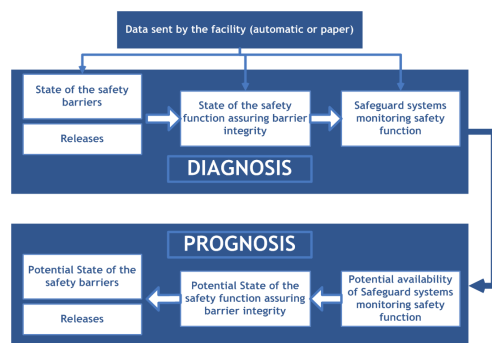 Data sent by the facility (automatic or paper)
State of the safety
barriers
Releases
State of the safety
function assuring barrier
integrity
Safeguard systems
monitoring safety
function
DIAGNOSIS
PROGNOSIS
Potential State of the
safety barriers
Releases
Potential State of the
safety function assuring
barrier integrity
Potential availability
of Safeguard systems
monitoring safety
function